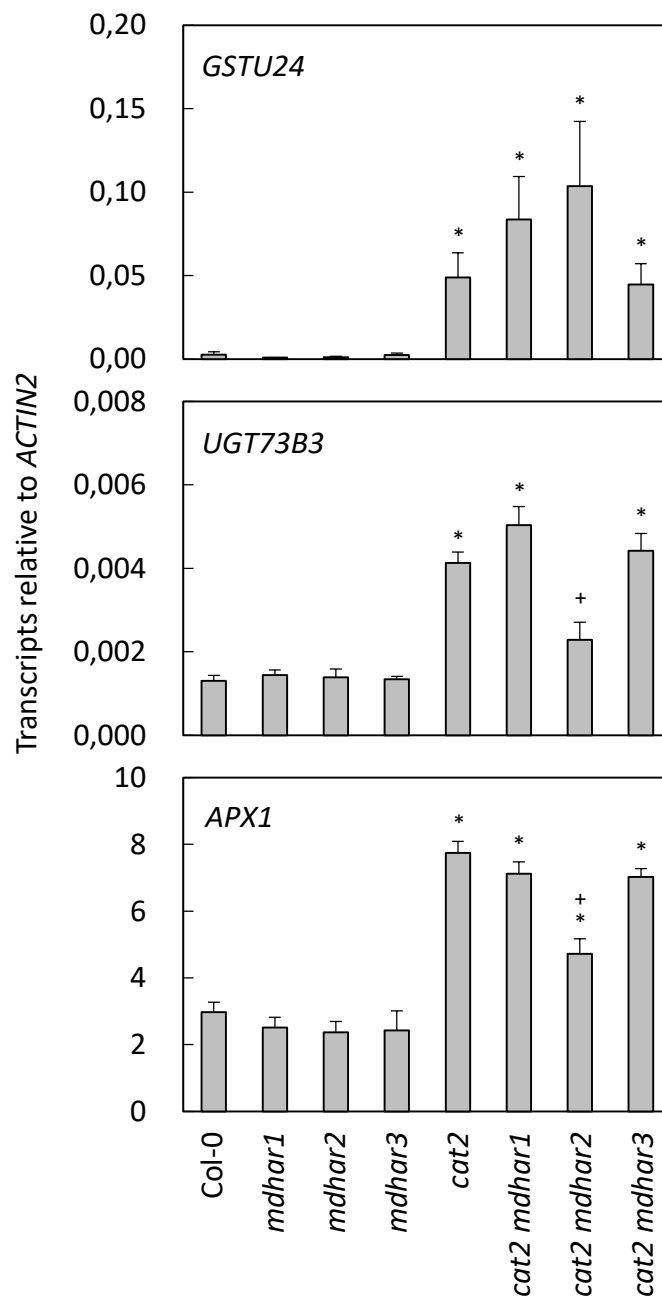 Transcripts relative to ACTIN2
0,20
0,15
0,10
0,05
0,00
GSTU24
*
*
*
*
0,008
0,006
0,004
0,002
0,000
UGT73B3
*
*
+
*
10
8
6
4
2
0
APX1
*
*
+
*
*
Col-0
mdhar1
mdhar2
mdhar3
cat2
cat2 mdhar1
cat2 mdhar2
cat2 mdhar3